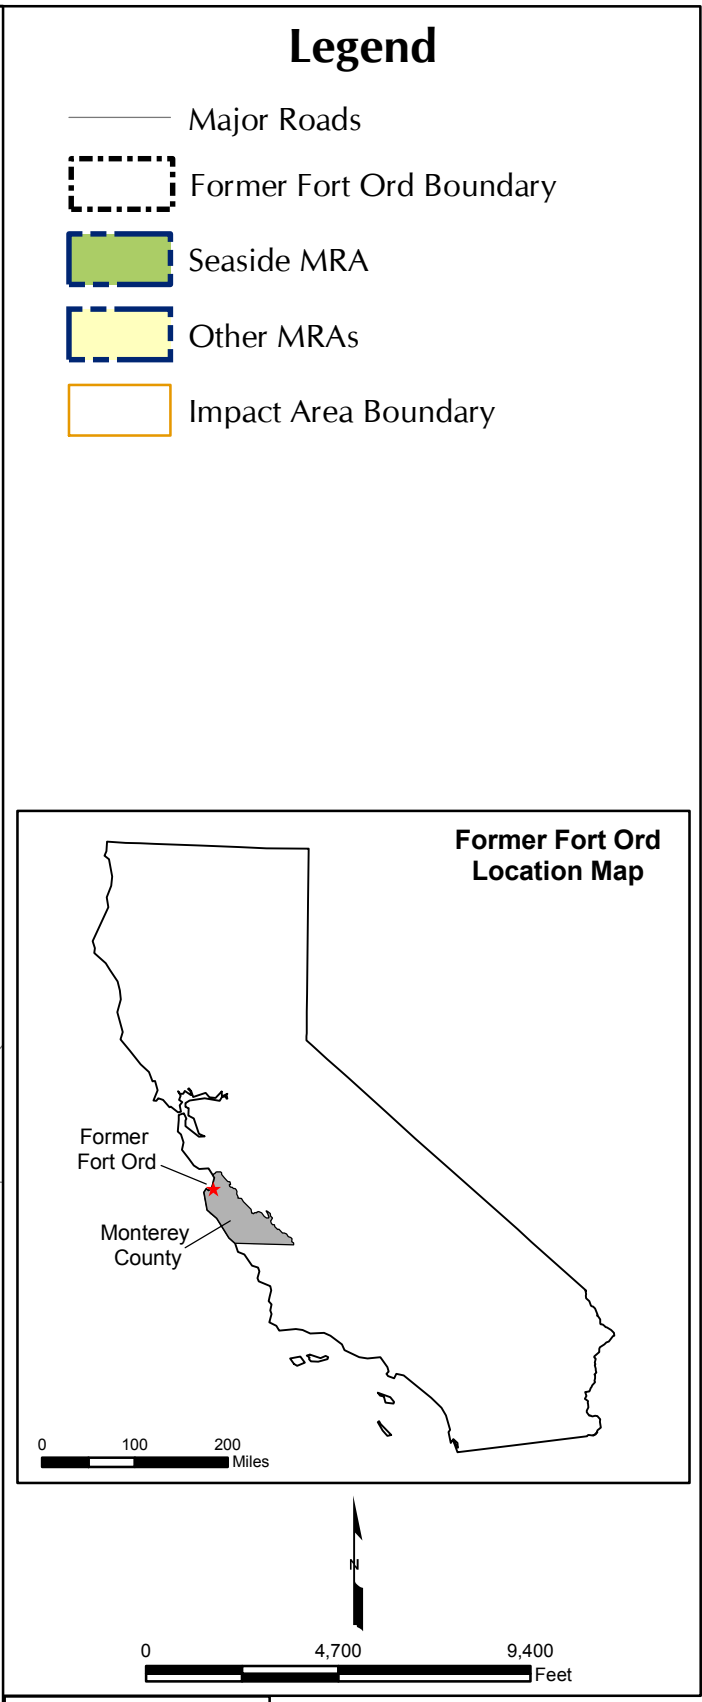 Legend
Major Roads
Former Fort Ord Boundary
Seaside MRA
Other MRAs
Impact Area Boundary
Former Fort Ord
Location Map
Former
Fort Ord
Monterey
County
0 100 200
Miles
N
0 4,700 9,400
Feet